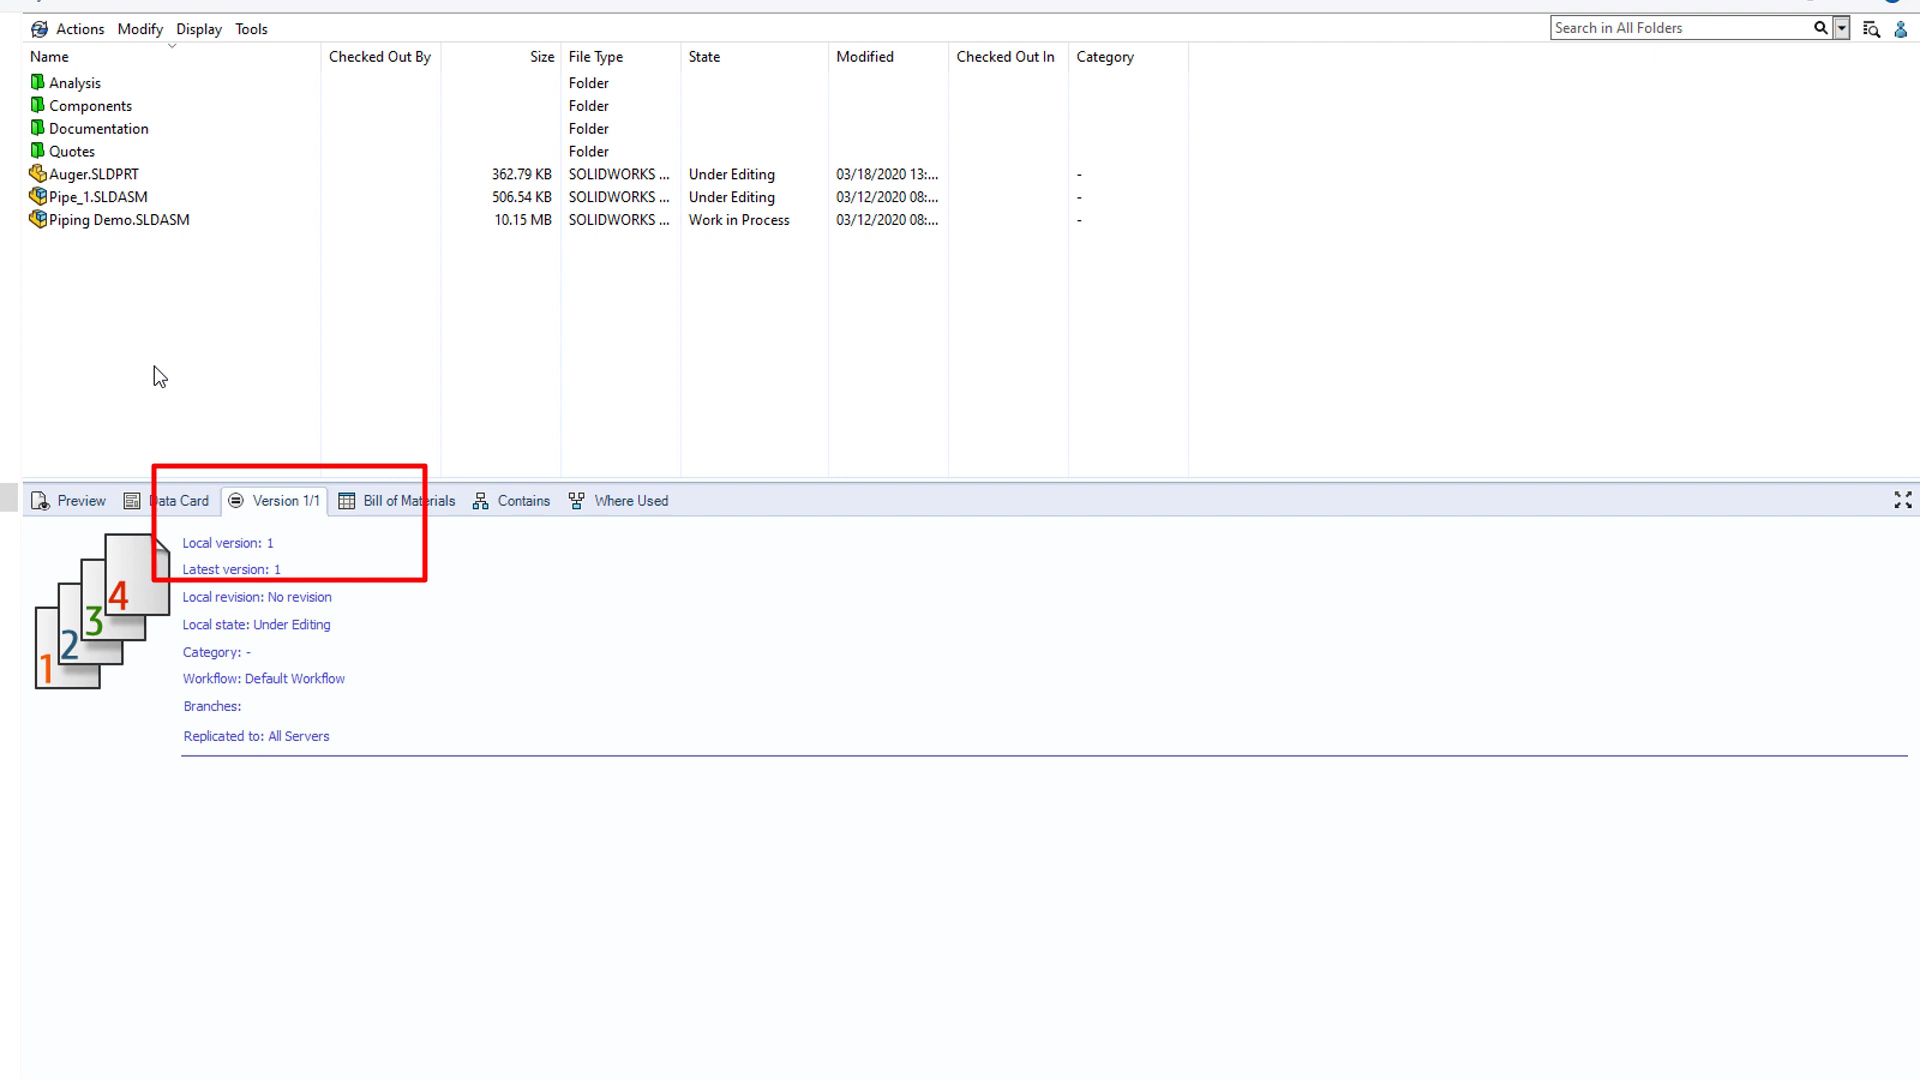 Actions Modify Display Tools Search in All Folders
Name Checked Out By Size File Type State Modified Checked Out In Category
Analysis Folder
Components Folder
Documentation Folder
Quotes Folder
Auger.SLDPRT 362.79 KB SOLIDWORKS ... Under Editing 03/18/2020 13:... -
Pipe_1.SLDASM 506.54 KB SOLIDWORKS ... Under Editing 03/12/2020 08:... -
Piping Demo.SLDASM 10.15 MB SOLIDWORKS ... Work in Process 03/12/2020 08:... -
Preview Data Card Version 1/1 Bill of Materials Contains Where Used
Local version: 1
Latest version: 1
Local revision: No revision
Local state: Under Editing
Category: -
Workflow: Default Workflow
Branches:
Replicated to: All Servers
4
3
2
1